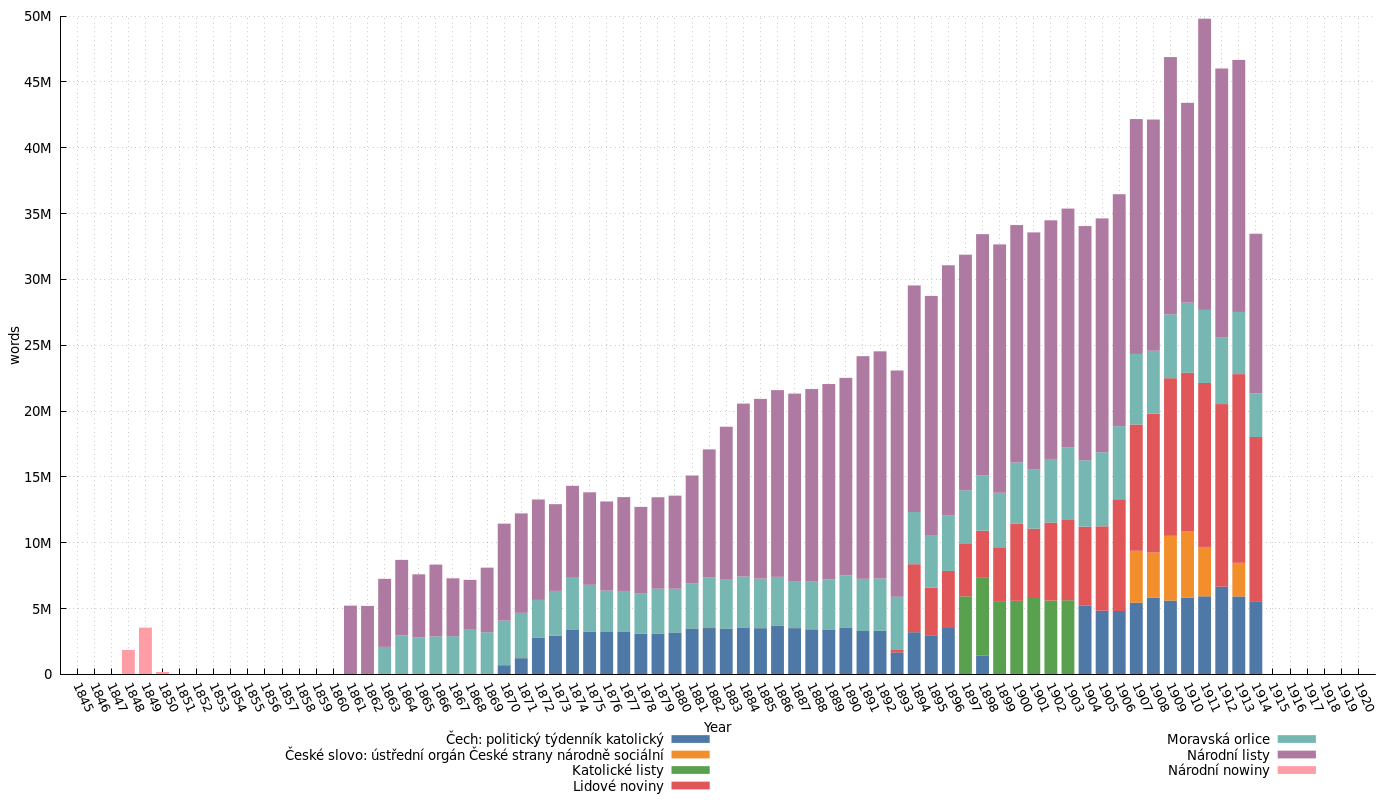 50M
45M
40M
35M
30M
25M
20M
15M
10M
5M
0
words
1845 1846 1847 1848 1849 1850 1851 1852 1853 1854 1855 1856 1857 1858 1859 1860 1861 1862 1863 1864 1865 1866 1867 1868 1869 1870 1871 1872 1873 1874 1875 1876 1877 1878 1879 1880 1881 1882 1883 1884 1885 1886 1887 1888 1889 1890 1891 1892 1893 1894 1895 1896 1897 1898 1899 1900 1901 1902 1903 1904 1905 1906 1907 1908 1909 1910 1911 1912 1913 1914 1915 1916 1917 1918 1919 1920
Year
Čech: politický týdenník katolický
České slovo: ústřední orgán České strany národně sociální
Katolické listy
Lidové noviny
Moravská orlice
Národní listy
Národní nowiny